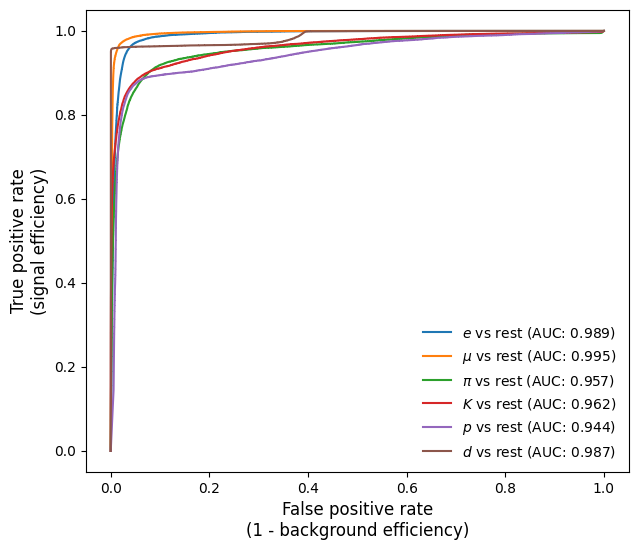 1.0
0.8
0.6
0.4
0.2
0.0
True positive rate
(signal efficiency)
e vs rest (AUC: 0.989)
μ vs rest (AUC: 0.995)
π vs rest (AUC: 0.957)
K vs rest (AUC: 0.962)
p vs rest (AUC: 0.944)
d vs rest (AUC: 0.987)
0.0 0.2 0.4 0.6 0.8 1.0
False positive rate
(1 - background efficiency)